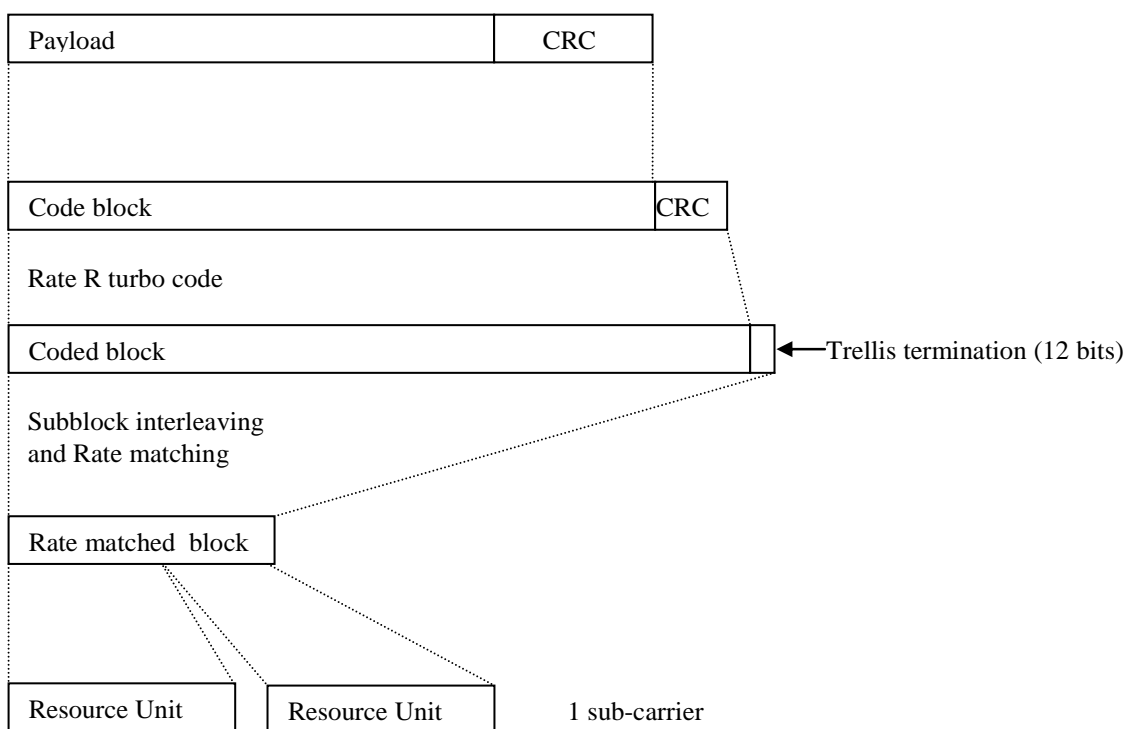 Payload CRC
Code block CRC
Rate R turbo code
Coded block
Trellis termination (12 bits)
Subblock interleaving
and Rate matching
Rate matched block
Resource Unit Resource Unit 1 sub-carrier